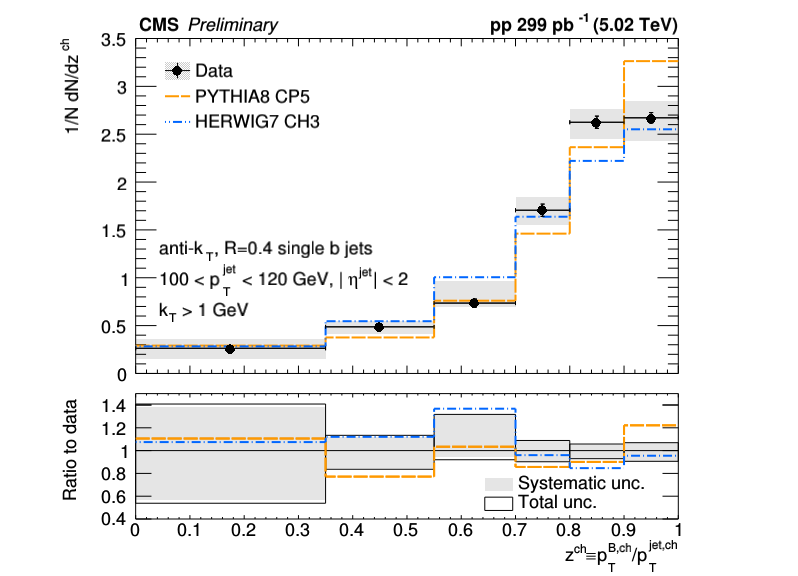 CMS Preliminary pp 299 pb⁻¹ (5.02 TeV)
1/N dN/dz^ch
3.5
3
2.5
2
1.5
1
0.5
0
Data
PYTHIA8 CP5
HERWIG7 CH3
anti-k_T, R=0.4 single b jets
100 < p_T^jet < 120 GeV, | η^jet| < 2
k_T > 1 GeV
Ratio to data
1.4
1.2
1
0.8
0.6
0.4
Systematic unc.
Total unc.
0 0.1 0.2 0.3 0.4 0.5 0.6 0.7 0.8 0.9 1
z^ch≡p_T^B,ch/p_T^jet,ch